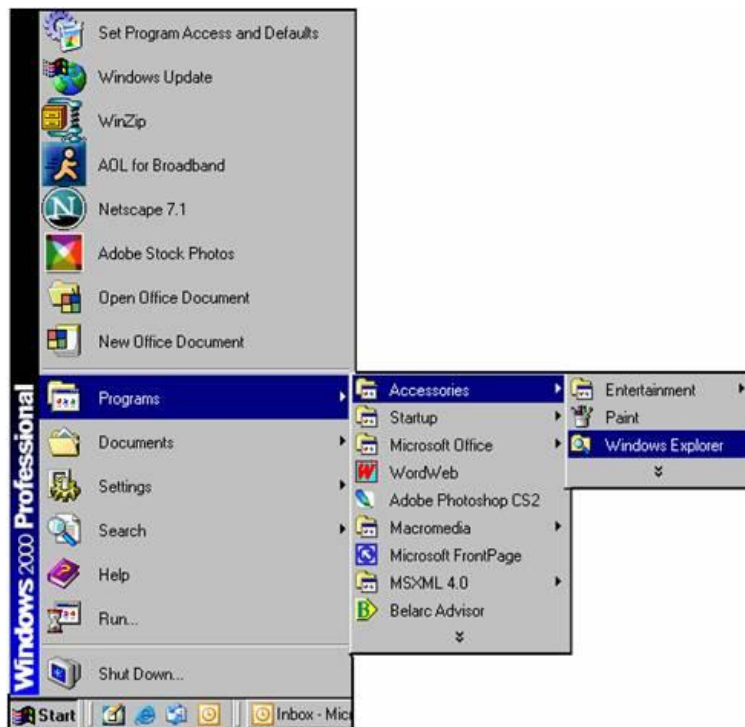 Set Program Access and Defaults
Windows Update
WinZip
AOL for Broadband
Netscape 7.1
Adobe Stock Photos
Open Office Document
New Office Document
Programs
Documents
Settings
Search
Help
Run...
Shut Down...
Windows 2000 Professional
Accessories
Startup
Microsoft Office
WordWeb
Adobe Photoshop CS2
Macromedia
Microsoft FrontPage
MSXML 4.0
Belarc Advisor
Entertainment
Paint
Windows Explorer
Start
Inbox - Micr